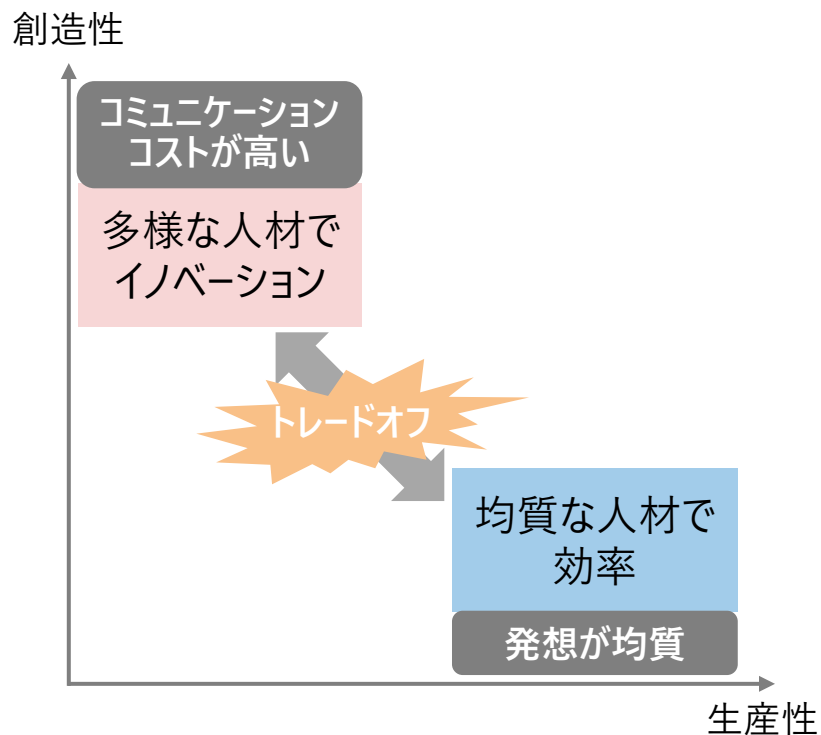 創造性
コミュニケーション
コストが高い
多様な人材で
イノベーション
トレードオフ
均質な人材で
効率
発想が均質
生産性